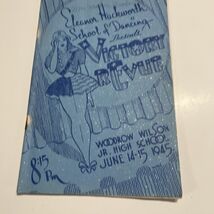 Eleanor Hackworth
School of Dancing
Presents
VICTORY
REVUE
WOODROW WILSON
JR. HIGH SCHOOL
JUNE 14-15 1945
8:15
Pm